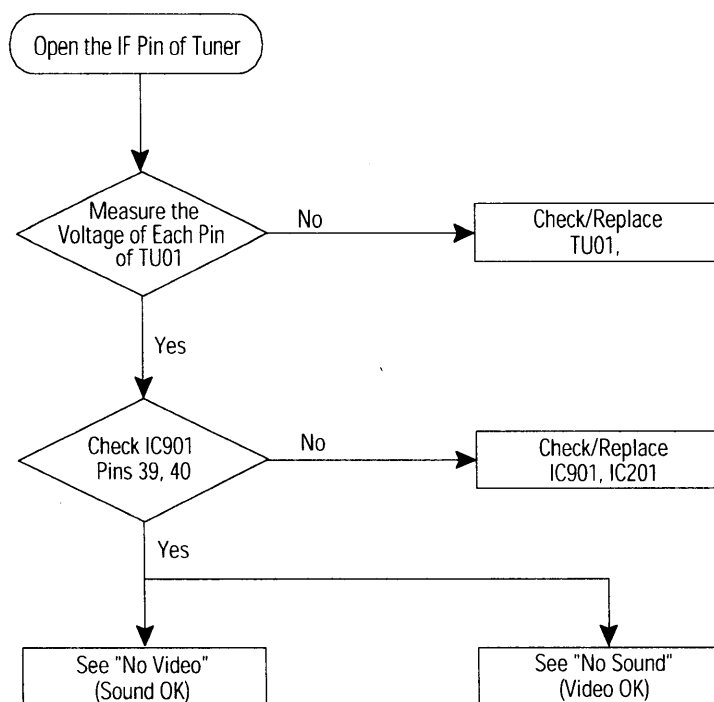 Open the IF Pin of Tuner
Measure the
Voltage of Each Pin
of TU01
No
Check/Replace
TU01,
Yes
Check IC901
Pins 39, 40
No
Check/Replace
IC901, IC201
Yes
See "No Video"
(Sound OK)
See "No Sound"
(Video OK)